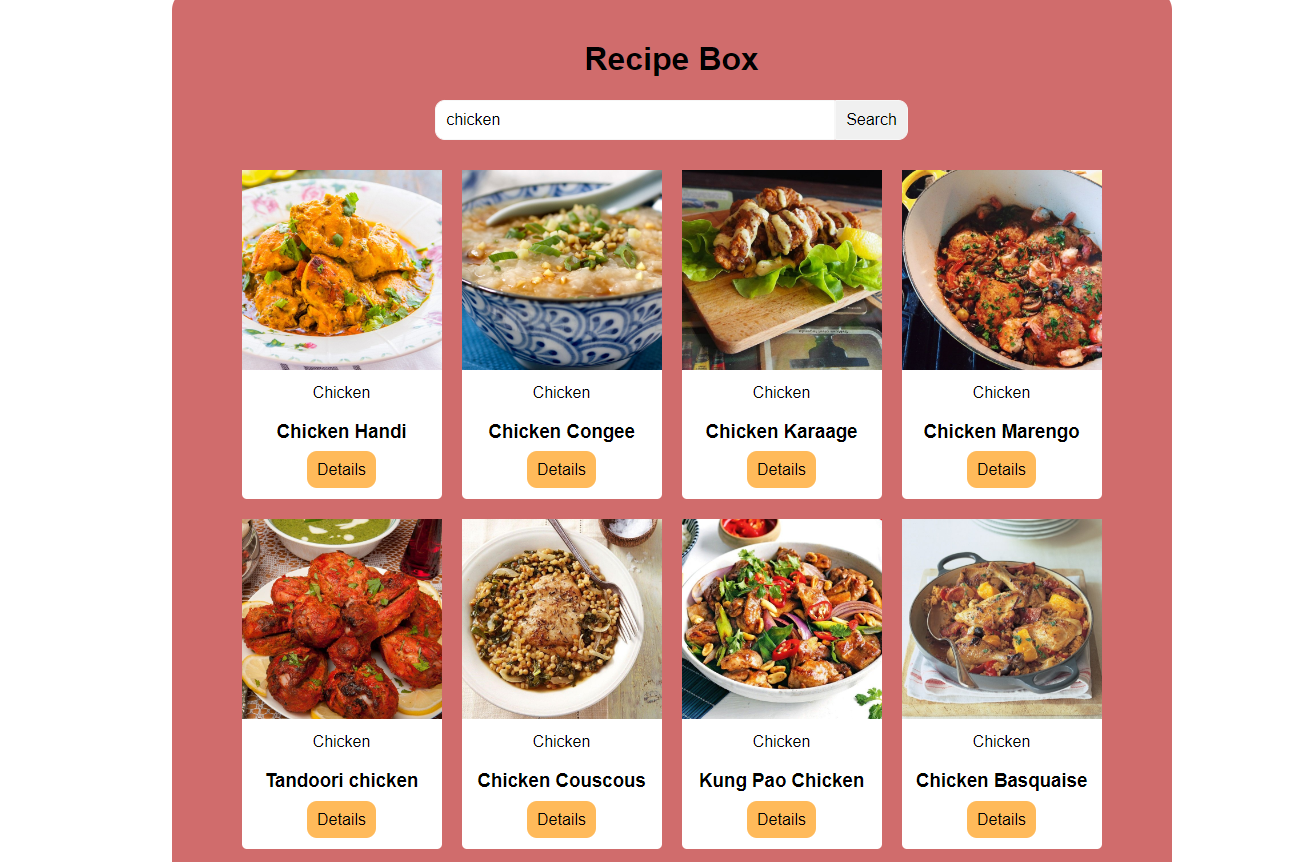 Recipe Box
chicken
Search
Chicken
Chicken
Chicken
Chicken
Chicken Handi
Chicken Congee
Chicken Karaage
Chicken Marengo
Details
Details
Details
Details
Chicken
Chicken
Chicken
Chicken
Tandoori chicken
Chicken Couscous
Kung Pao Chicken
Chicken Basquaise
Details
Details
Details
Details